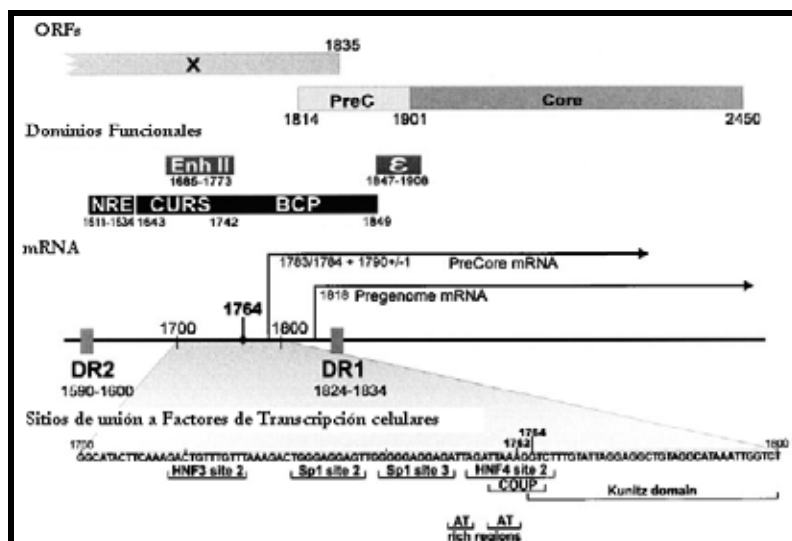 ORFs
1835
X
PreC Core
1814 1901 2450
Dominios Funcionales
Enh II ε
1685-1773 1847-1908
NRE CURS BCP
1511-1534 1643 1742 1849
mRNA
1783/1784 + 1790+/-1 PreCore mRNA
1818 Pregenome mRNA
1764
1700 1800
DR2 DR1
1590-1600 1824-1834
Sitios de unión a Factores de Transcripción celulares
1764
1700 1762 1800
GGCATACTTCAAAGACTGTTTGTTTAAAGACTGGGAGGAGTTGGGGGAGGAGATTAGATTAAAGGTCTTTGTATTAGGAGGCTGTAGGCATAAATTGGTCT
HNF3 site 2 Sp1 site 2 Sp1 site 3 HNF4 site 2
COUP Kunitz domain
AT AT
rich regions